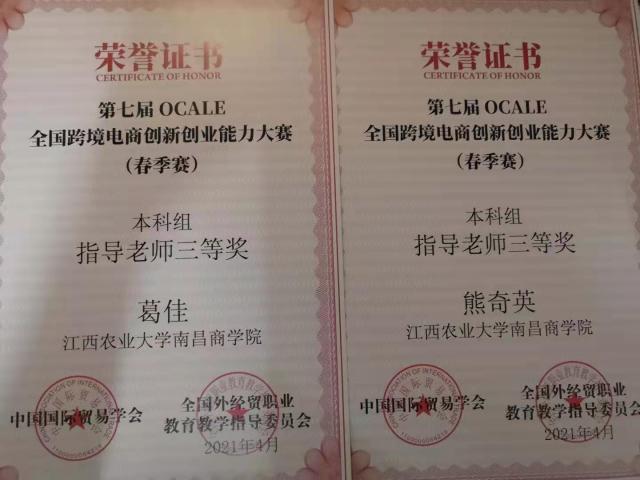 荣誉证书
CERTIFICATE OF HONOR
第七届 OCALE
全国跨境电商创新创业能力大赛
（春季赛）
本科组
指导老师三等奖
葛佳
江西农业大学南昌商学院
中国国际贸易学会
全国外经贸职业
教育教学指导委员会
2021年4月
荣誉证书
CERTIFICATE OF HONOR
第七届 OCALE
全国跨境电商创新创业能力大赛
（春季赛）
本科组
指导老师三等奖
熊奇英
江西农业大学南昌商学院
中国国际贸易学会
全国外经贸职业
教育教学指导委员会
2021年4月